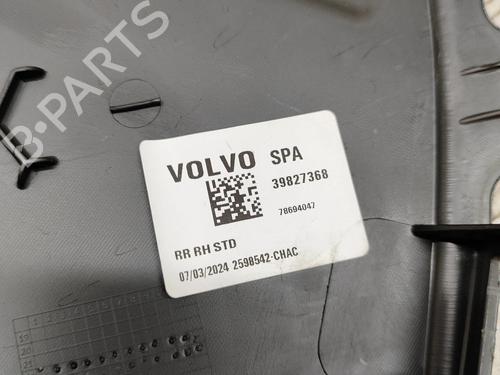 B-PARTS
VOLVO SPA
39827368
78694047
RR RH STD
07/03/2024 2598542-CHAC